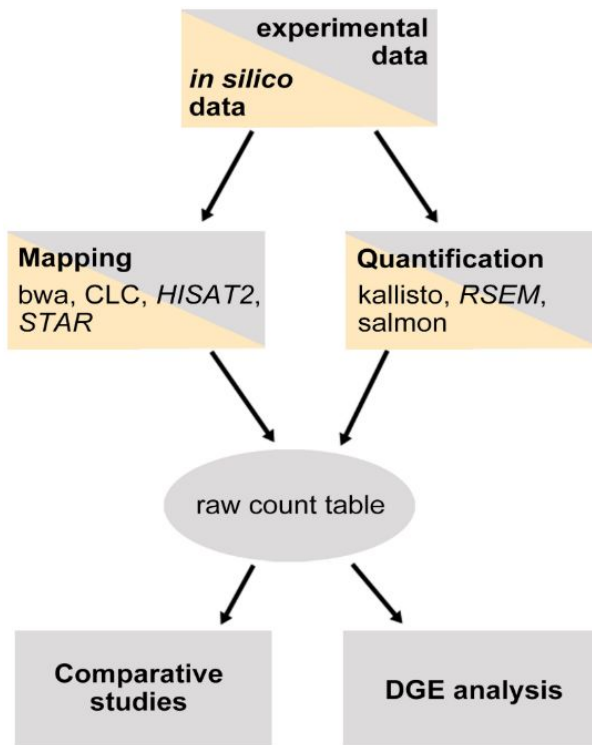 experimental
data
in silico
data
Mapping
bwa, CLC, HISAT2,
STAR
Quantification
kallisto, RSEM,
salmon
raw count table
Comparative
studies
DGE analysis